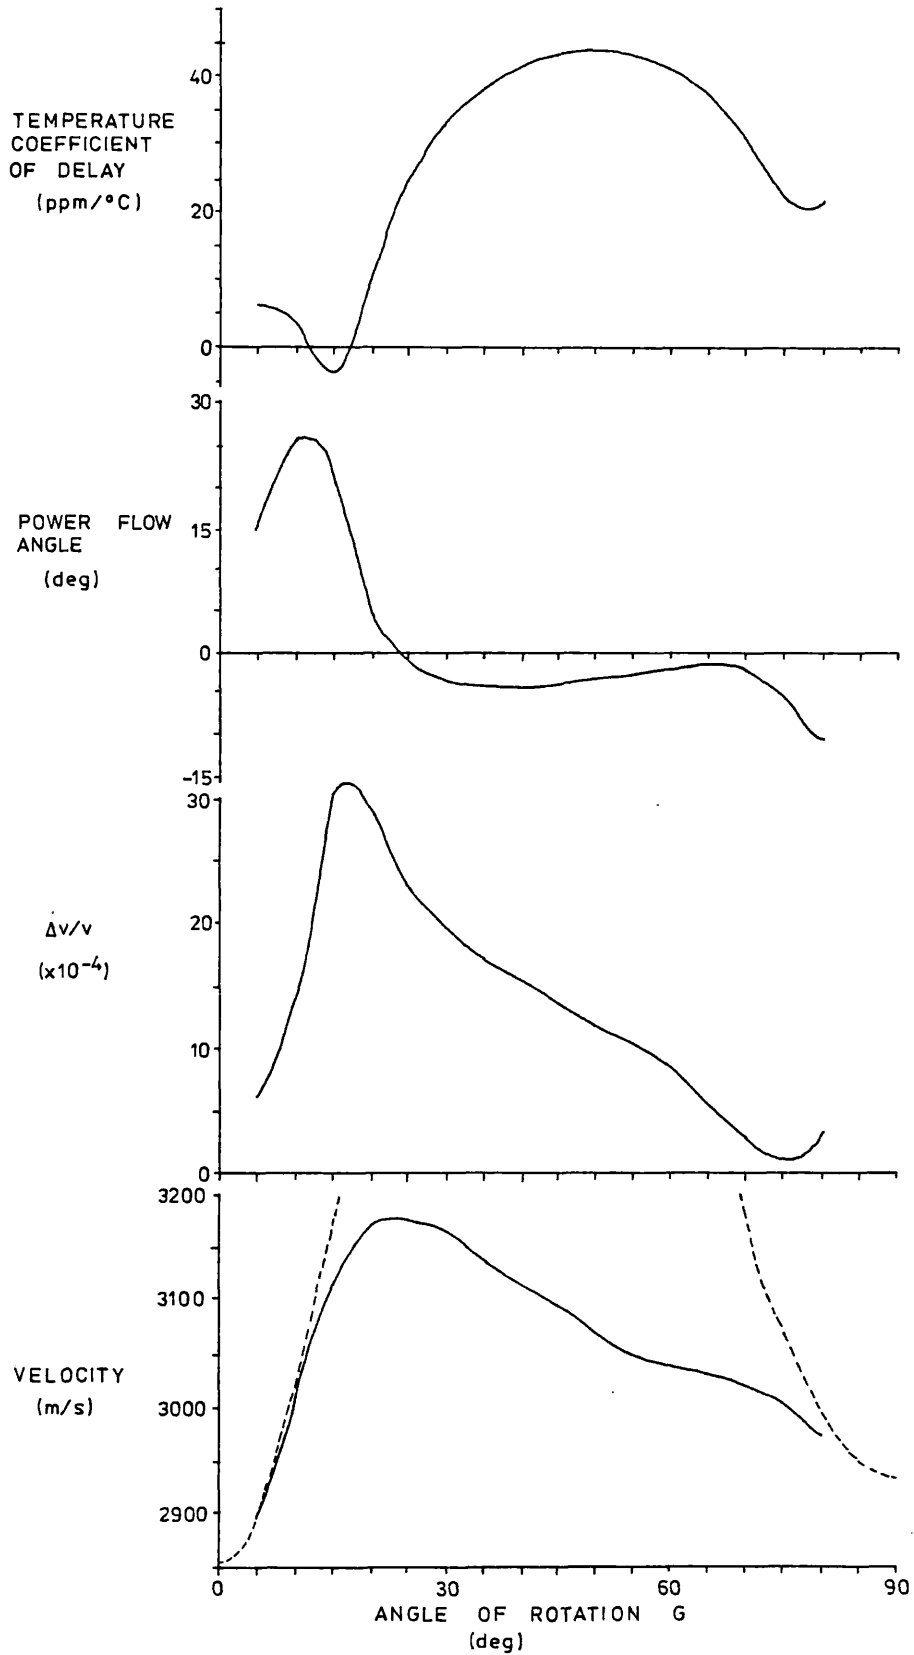 40
TEMPERATURE
COEFFICIENT
OF DELAY
(ppm/°C)
20
0
30
POWER FLOW
ANGLE
(deg)
15
0
-15
30
20
Δv/v
(x10⁻⁴)
10
0
3200
3100
VELOCITY
(m/s)
3000
2900
0 30 60 90
ANGLE OF ROTATION G
(deg)